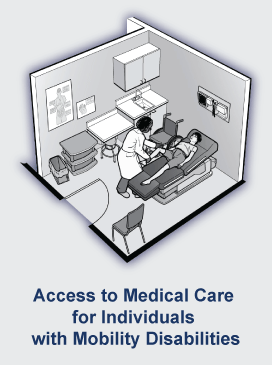 Access to Medical Care
for Individuals
with Mobility Disabilities